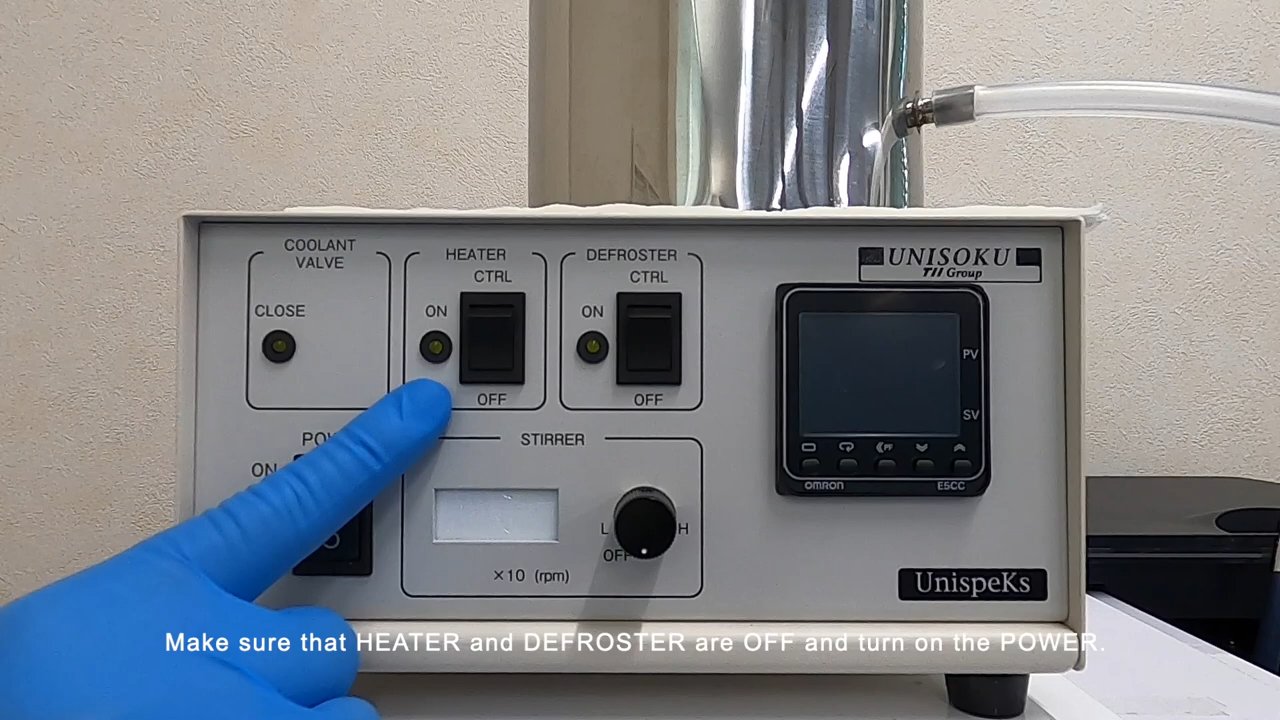 COOLANT
VALVE
CLOSE
HEATER
CTRL
ON
OFF
DEFROSTER
CTRL
ON
OFF
UNISOKU
TII Group
PV
SV
PF
OMRON
E5CC
ON
STIRRER
L
H
OFF
×10 (rpm)
UnispeKs
Make sure that HEATER and DEFROSTER are OFF and turn on the POWER.